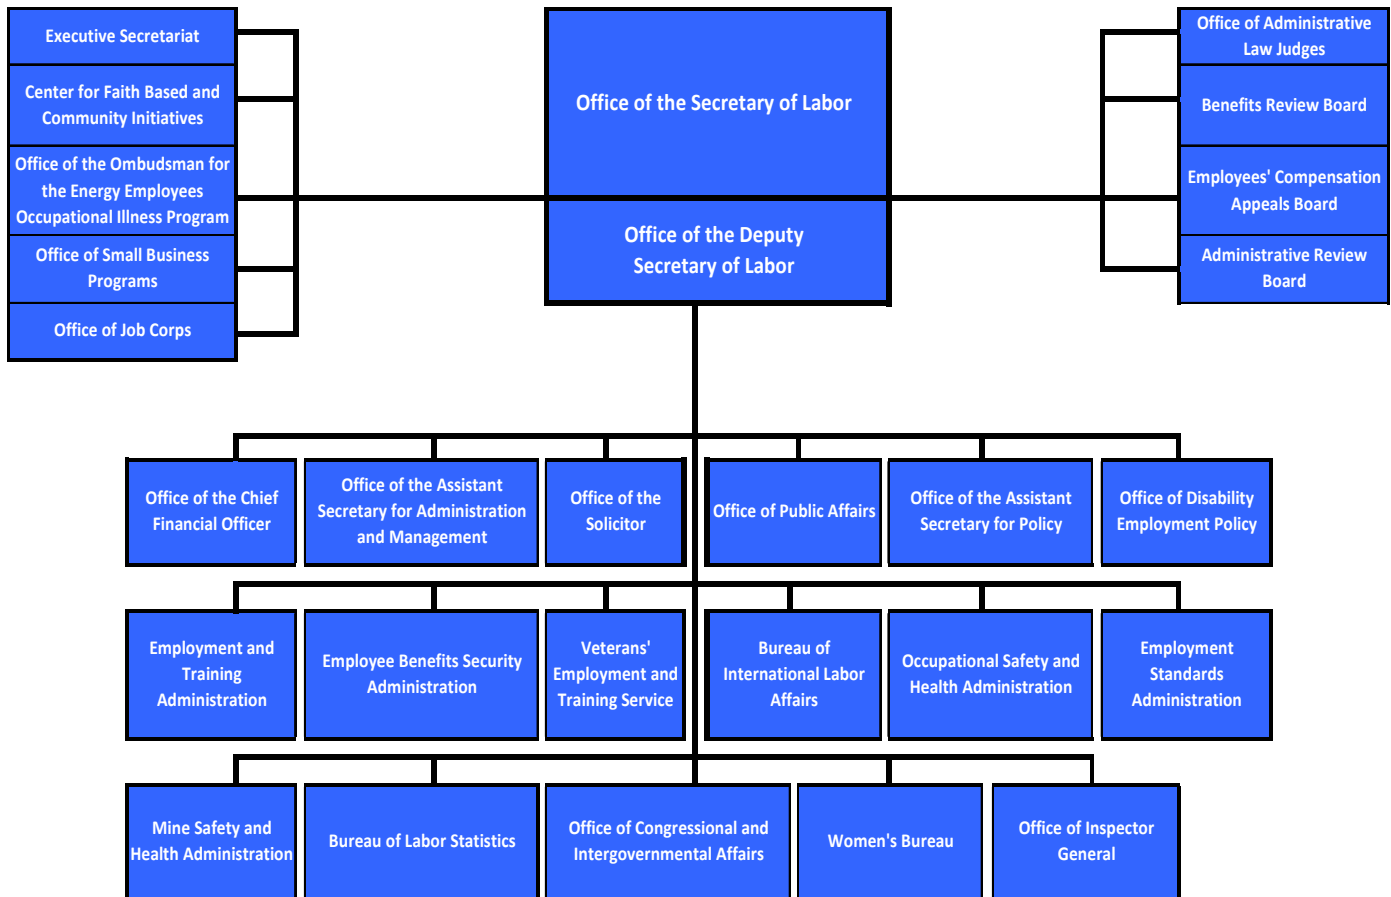 Executive Secretariat
Center for Faith Based and
Community Initiatives
Office of the Ombudsman for
the Energy Employees
Occupational Illness Program
Office of Small Business
Programs
Office of Job Corps
Office of the Secretary of Labor
Office of the Deputy
Secretary of Labor
Office of Administrative
Law Judges
Benefits Review Board
Employees' Compensation
Appeals Board
Administrative Review
Board
Office of the Chief
Financial Officer
Office of the Assistant
Secretary for Administration
and Management
Office of the
Solicitor
Office of Public Affairs
Office of the Assistant
Secretary for Policy
Office of Disability
Employment Policy
Employment and
Training
Administration
Employee Benefits Security
Administration
Veterans'
Employment and
Training Service
Bureau of
International Labor
Affairs
Occupational Safety and
Health Administration
Employment
Standards
Administration
Mine Safety and
Health Administration
Bureau of Labor Statistics
Office of Congressional and
Intergovernmental Affairs
Women's Bureau
Office of Inspector
General